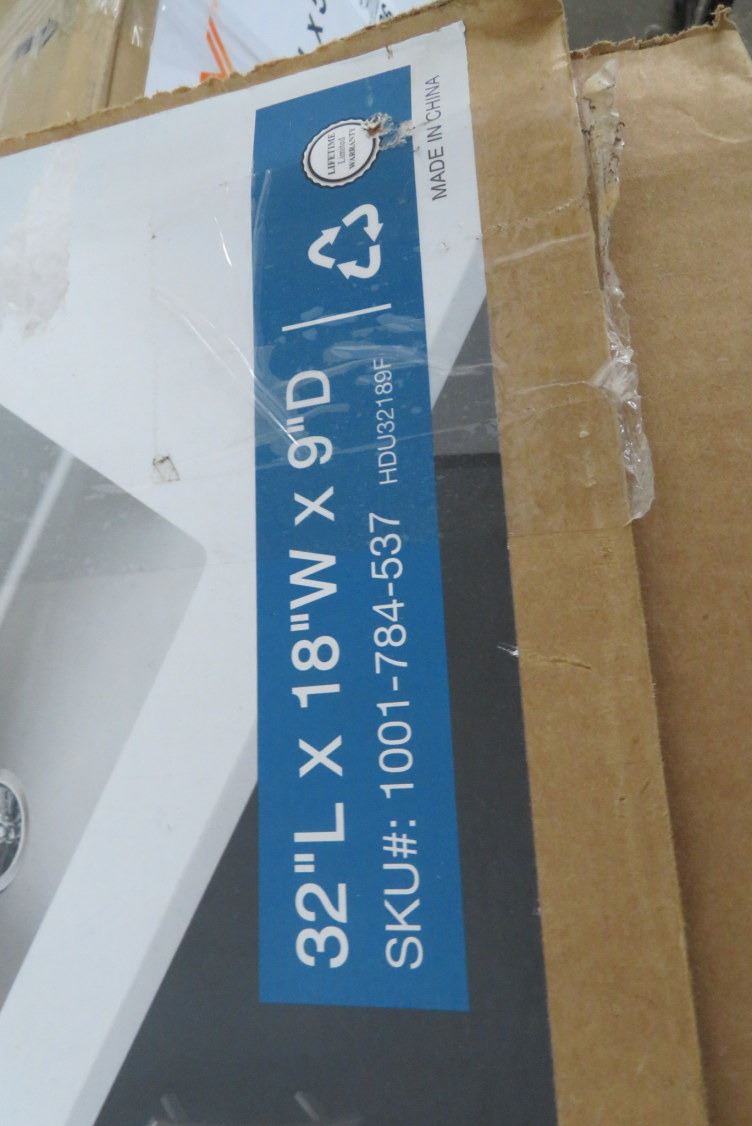 32"L x 18"W x 9"D
SKU#: 1001-784-537 HDU32189F
LIFETIME
Limited
WARRANTY
MADE IN CHINA